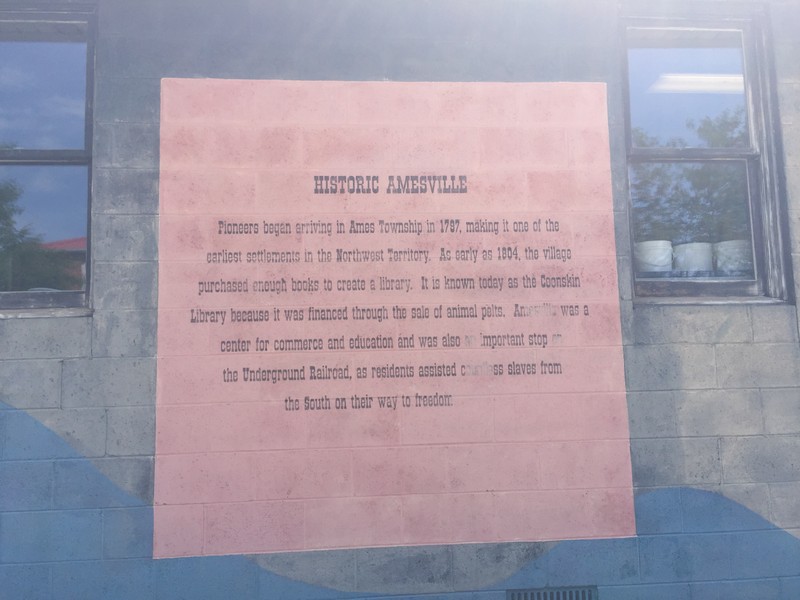 HISTORIC AMESVILLE
Pioneers began arriving in Ames Township in 1797, making it one of the
earliest settlements in the Northwest Territory. As early as 1804, the village
purchased enough books to create a library. It is known today as the Coonskin
Library because it was financed through the sale of animal pelts. Amesville was a
center for commerce and education and was also an important stop on
the Underground Railroad, as residents assisted countless slaves from
the South on their way to freedom.